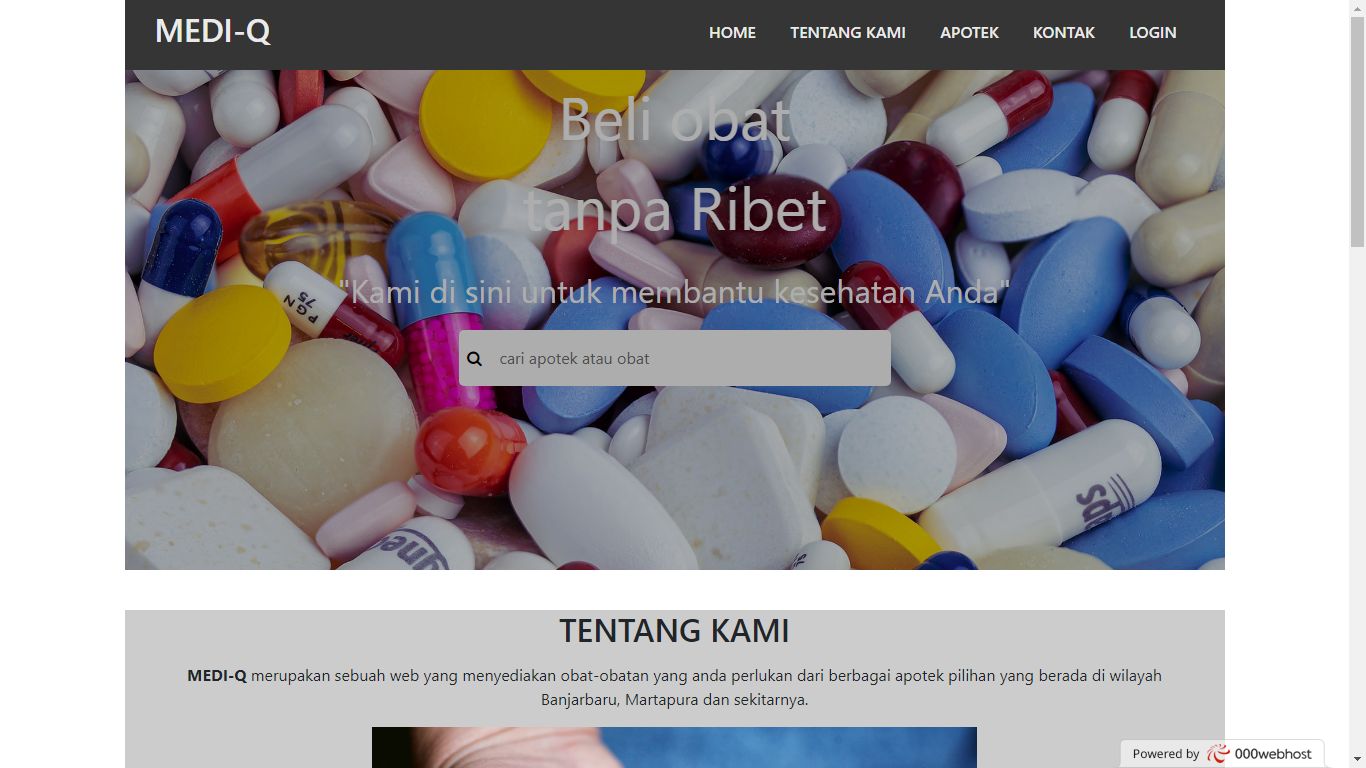 MEDI-Q
HOME TENTANG KAMI APOTEK KONTAK LOGIN
Beli obat
tanpa Ribet
"Kami di sini untuk membantu kesehatan Anda"
PGN
75
cari apotek atau obat
TENTANG KAMI
MEDI-Q merupakan sebuah web yang menyediakan obat-obatan yang anda perlukan dari berbagai apotek pilihan yang berada di wilayah
Banjarbaru, Martapura dan sekitarnya.
Powered by 000webhost